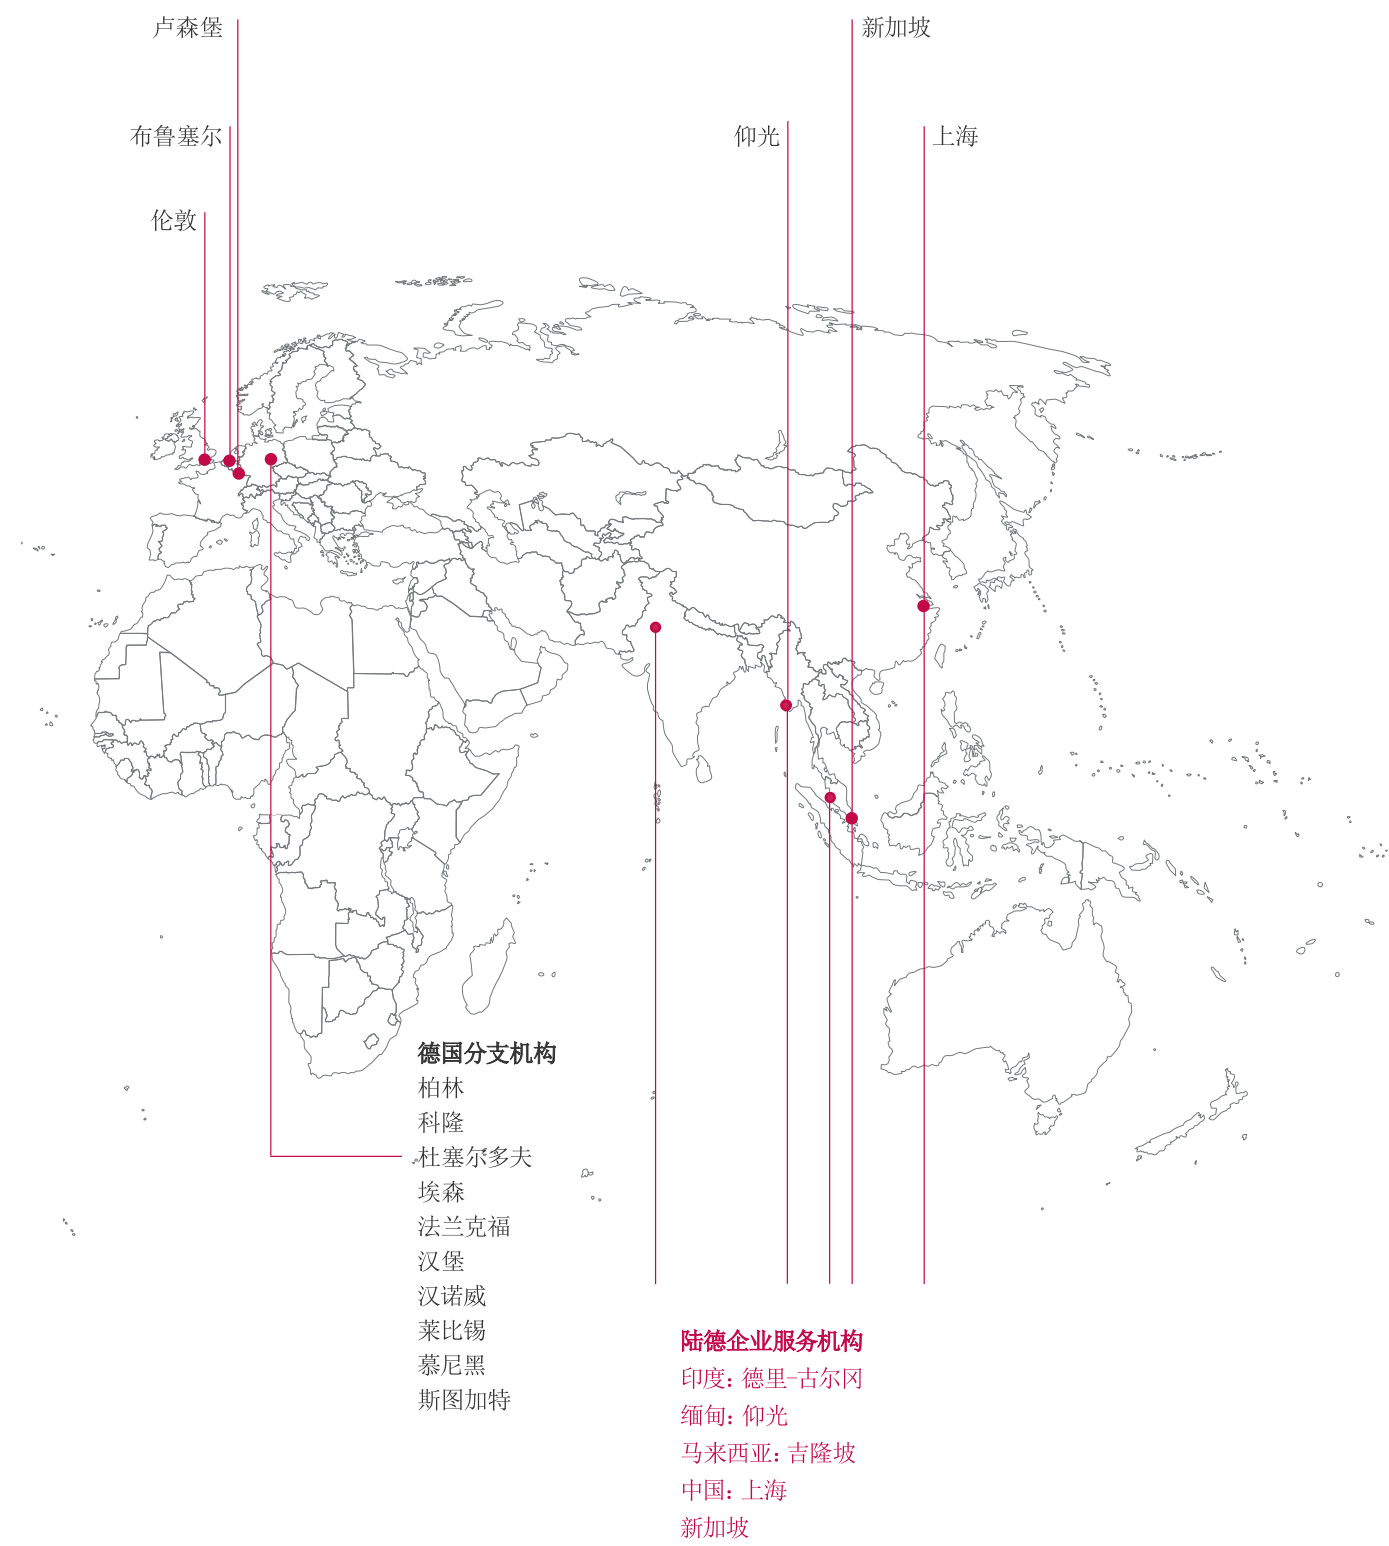 卢森堡
新加坡
布鲁塞尔
仰光
上海
伦敦
德国分支机构
柏林
科隆
杜塞尔多夫
埃森
法兰克福
汉堡
汉诺威
莱比锡
慕尼黑
斯图加特
陆德企业服务机构
印度: 德里-古尔冈
缅甸: 仰光
马来西亚: 吉隆坡
中国: 上海
新加坡